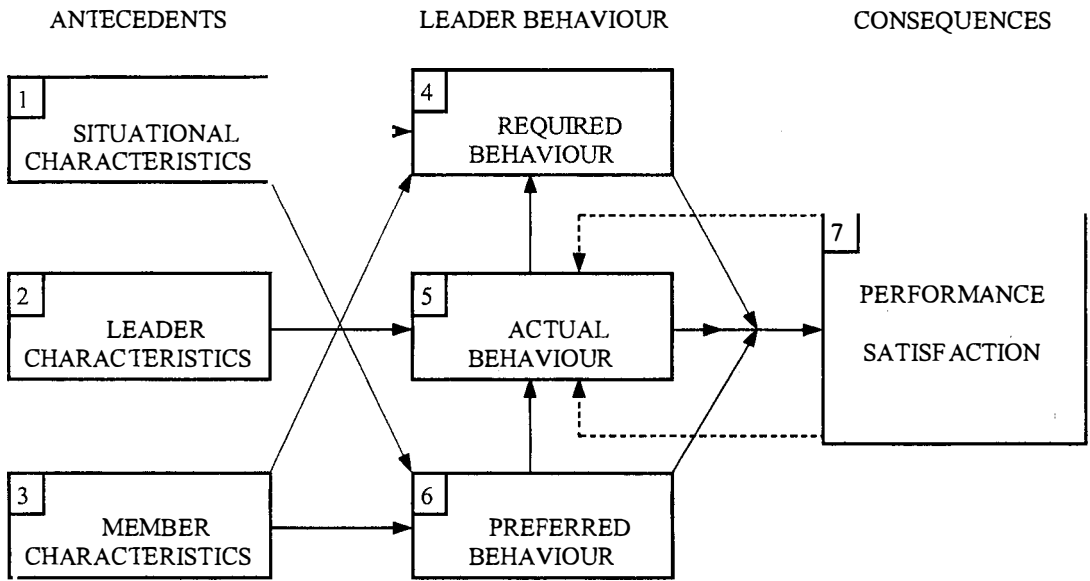 ANTECEDENTS
LEADER BEHAVIOUR
CONSEQUENCES
1
SITUATIONAL
CHARACTERISTICS
4
REQUIRED
BEHAVIOUR
7
PERFORMANCE
SATISFACTION
2
LEADER
CHARACTERISTICS
5
ACTUAL
BEHAVIOUR
3
MEMBER
CHARACTERISTICS
6
PREFERRED
BEHAVIOUR